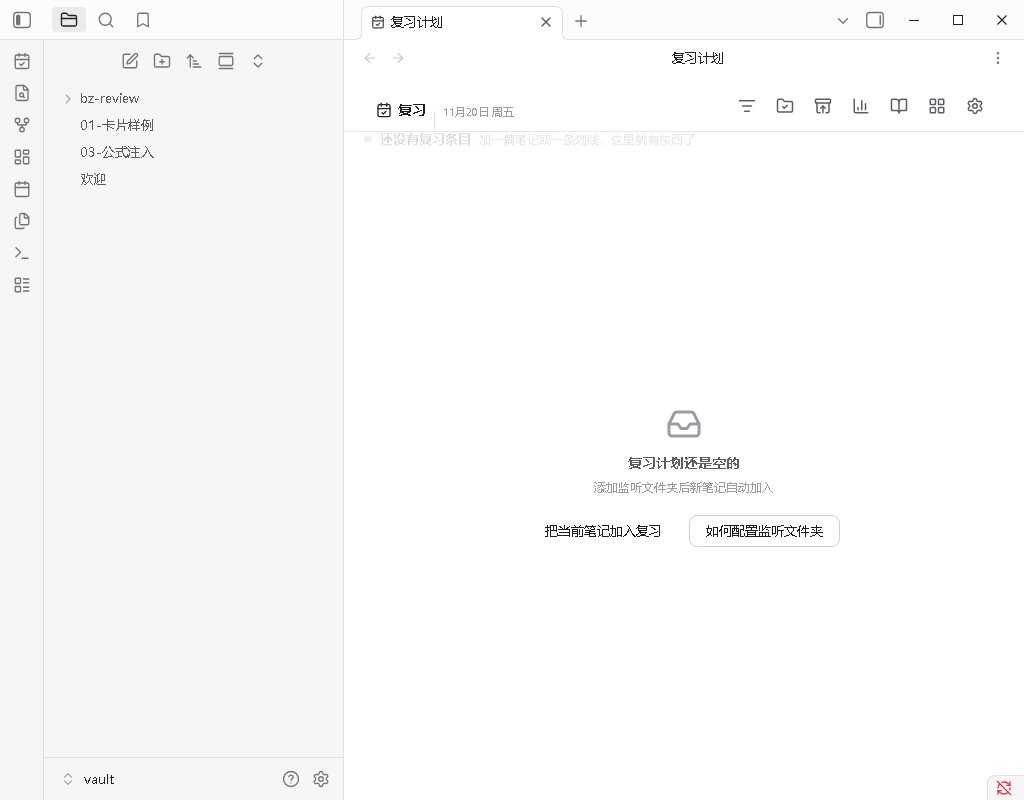 复习计划
复习计划
bz-review
01-卡片样例
03-公式注入
欢迎
复习
11月20日 周五
还没有复习条目 加一篇笔记或一条划线，这里就有东西了
复习计划还是空的
添加监听文件夹后新笔记自动加入
把当前笔记加入复习
如何配置监听文件夹
vault